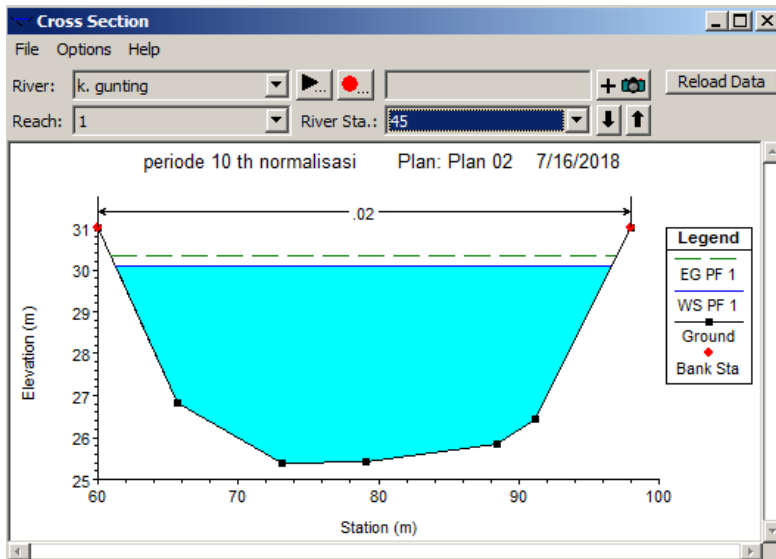 Cross Section
File Options Help
River: k. gunting Reload Data
Reach: 1 River Sta.: 45
periode 10 th normalisasi Plan: Plan 02 7/16/2018
.02
31
30
29
28
27
26
25
Elevation (m)
60 70 80 90 100
Station (m)
Legend
EG PF 1
WS PF 1
Ground
Bank Sta